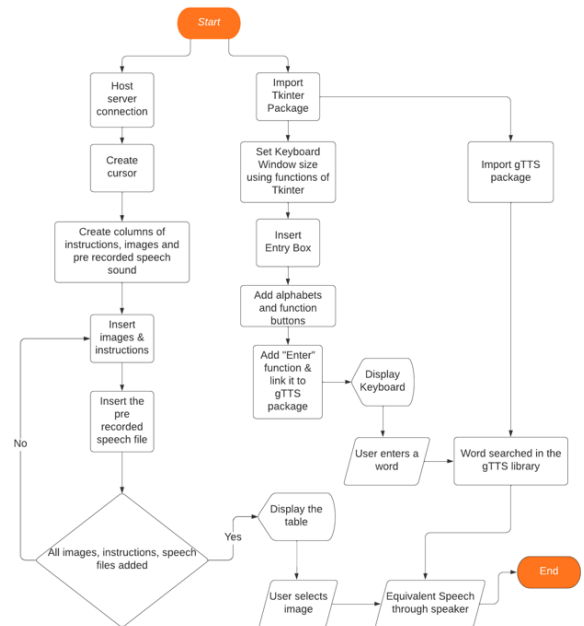 Start
Host
server
connection
Create
cursor
Create columns of
instructions, images and
pre recorded speech
sound
Insert
images &
instructions
Insert the
pre
recorded
speech file
No
All images, instructions, speech
files added
Yes
Import
Tkinter
Package
Set Keyboard
Window size
using functions of
Tkinter
Insert
Entry Box
Add alphabets
and function
buttons
Add "Enter"
function &
link it to
gTTS
package
Display
Keyboard
User enters a
word
Import gTTS
package
Word searched in the
gTTS library
Display the
table
User selects
image
Equivalent Speech
through speaker
End